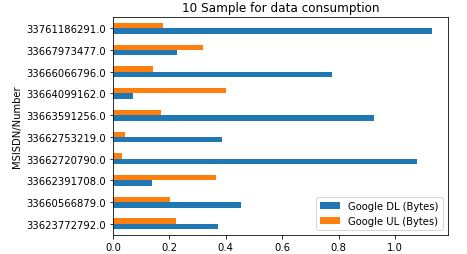 10 Sample for data consumption
MSISDN/Number
33761186291.0
33667973477.0
33666066796.0
33664099162.0
33663591256.0
33662753219.0
33662720790.0
33662391708.0
33660566879.0
33623772792.0
Google DL (Bytes)
Google UL (Bytes)
0.0 0.2 0.4 0.6 0.8 1.0